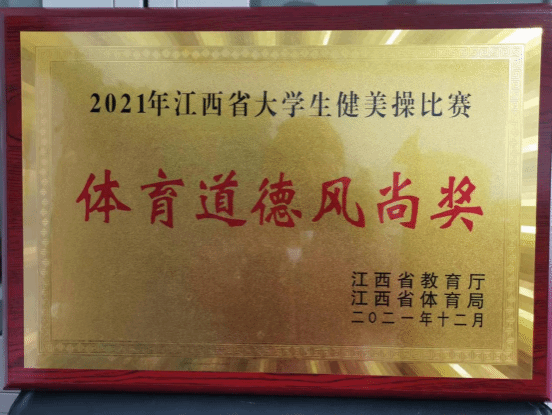 2021年江西省大学生健美操比赛
体育道德风尚奖
江西省教育厅
江西省体育局
二〇二一年十二月